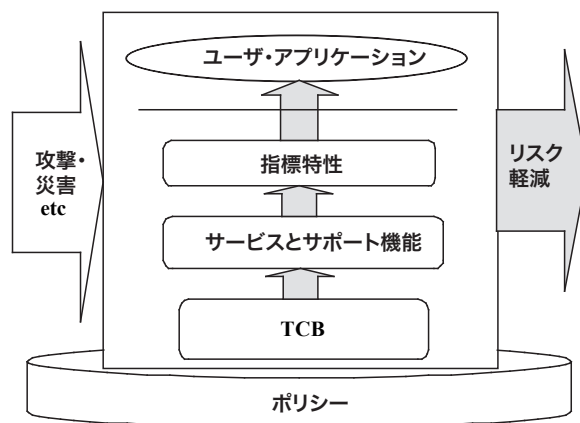 ユーザ・アプリケーション
指標特性
サービスとサポート機能
TCB
ポリシー
攻撃・
災害
etc
リスク
軽減